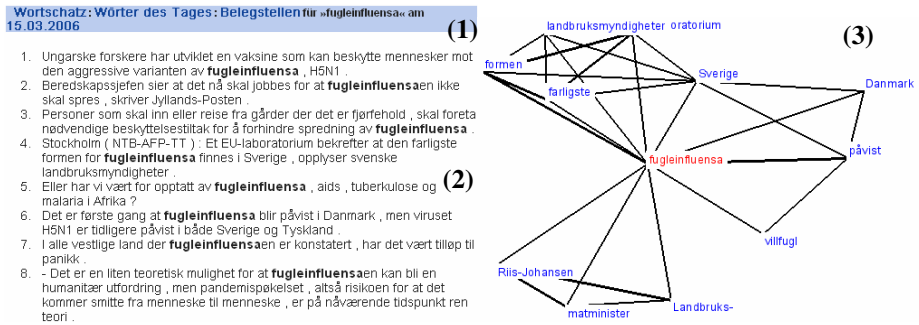 Wortschatz: Wörter des Tages: Belegstellen für »fugleinfluensa« am
15.03.2006
(1)
1. Ungarske forskere har utviklet en vaksine som kan beskytte mennesker mot
den aggressive varianten av fugleinfluensa , H5N1 .
2. Beredskapssjefen sier at det nå skal jobbes for at fugleinfluensaen ikke
skal spres , skriver Jyllands-Posten .
3. Personer som skal inn eller reise fra gårder der det er fjørfehold , skal foreta
nødvendige beskyttelsestiltak for å forhindre spredning av fugleinfluensa .
4. Stockholm ( NTB-AFP-TT ) : Et EU-laboratorium bekrefter at den farligste
formen for fugleinfluensa finnes i Sverige , opplyser svenske
landbruksmyndigheter .
(2)
5. Eller har vi vært for opptatt av fugleinfluensa , aids , tuberkulose og
malaria i Afrika ?
6. Det er første gang at fugleinfluensa blir påvist i Danmark , men viruset
H5N1 er tidligere påvist i både Sverige og Tyskland .
7. I alle vestlige land der fugleinfluensaen er konstatert , har det vært tilløp til
panikk .
8. - Det er en liten teoretisk mulighet for at fugleinfluensaen kan bli en
humanitær utfordring , men pandemispøkelset , altså risikoen for at det
kommer smitte fra menneske til menneske , er på nåværende tidspunkt ren
teori .
(3)
landbruksmyndigheter oratorium
formen
Sverige
farligste
Danmark
påvist
fugleinfluensa
villfugl
Riis-Johansen
matminister
Landbruks-